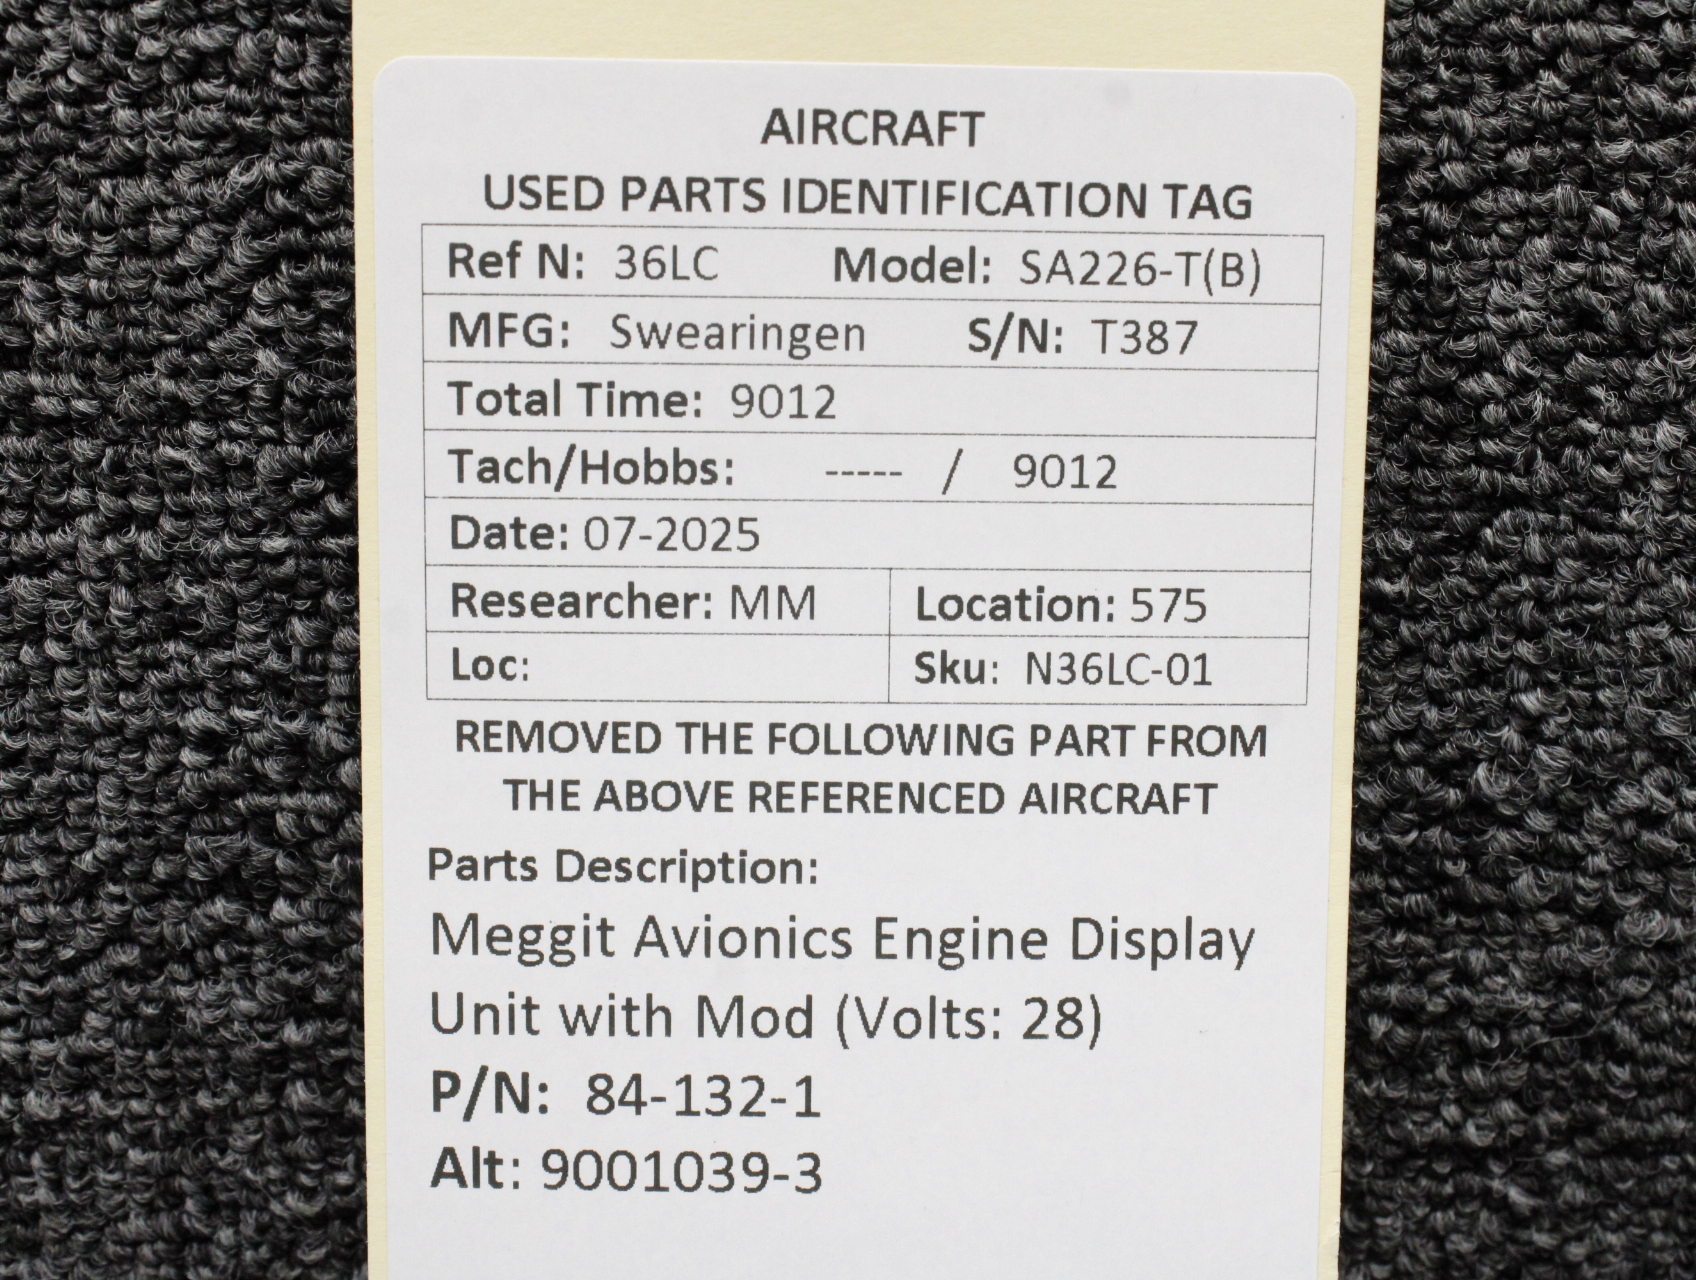 AIRCRAFT
USED PARTS IDENTIFICATION TAG
Ref N: 36LC Model: SA226-T(B)
MFG: Swearingen S/N: T387
Total Time: 9012
Tach/Hobbs: ----- / 9012
Date: 07-2025
Researcher: MM Location: 575
Loc: Sku: N36LC-01
REMOVED THE FOLLOWING PART FROM
THE ABOVE REFERENCED AIRCRAFT
Parts Description:
Meggit Avionics Engine Display
Unit with Mod (Volts: 28)
P/N: 84-132-1
Alt: 9001039-3